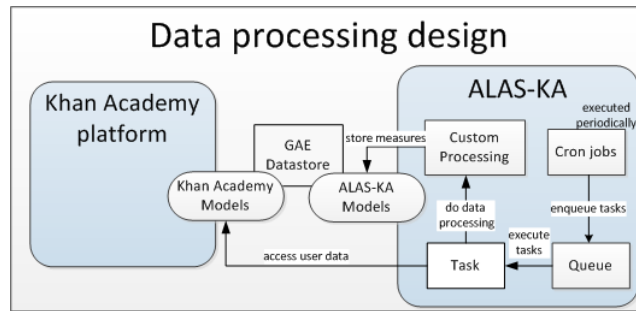 Data processing design
Khan Academy
platform
ALAS-KA
executed
periodically
GAE
Datastore
store measures
Custom
Processing
Cron jobs
Khan Academy
Models
ALAS-KA
Models
do data
processing
enqueue tasks
execute
tasks
access user data
Task
Queue